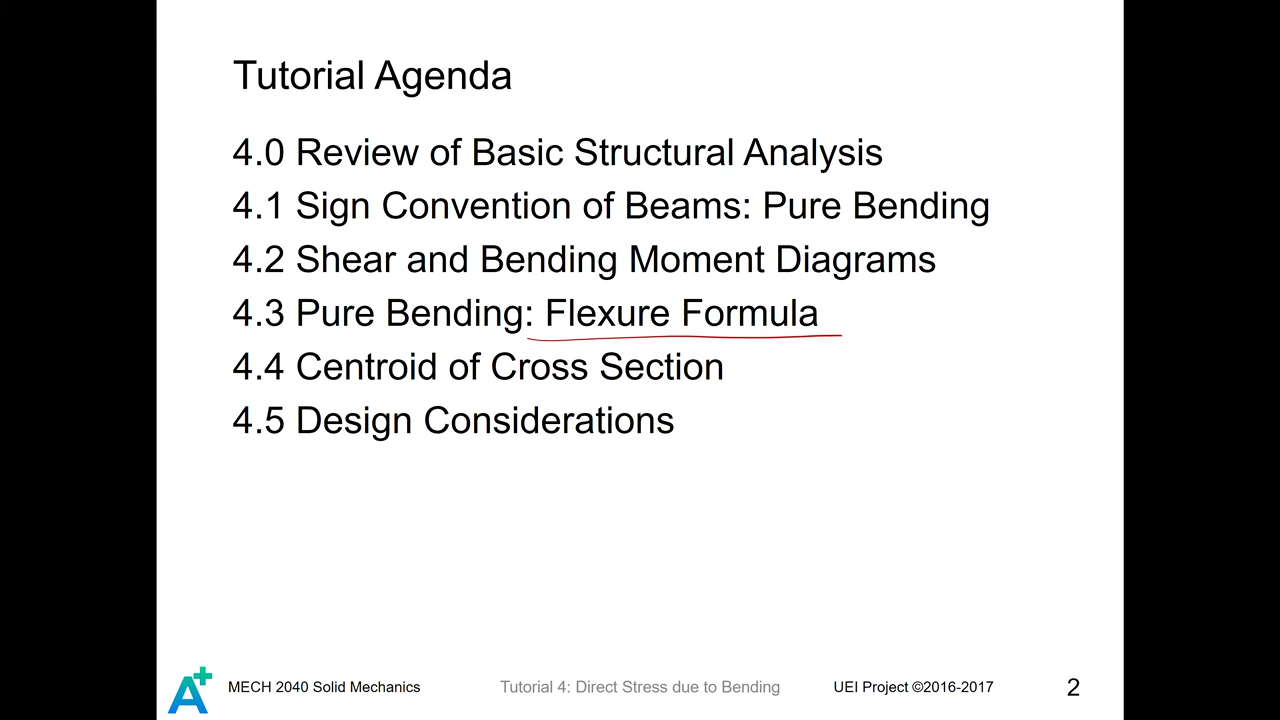 Tutorial Agenda
4.0 Review of Basic Structural Analysis
4.1 Sign Convention of Beams: Pure Bending
4.2 Shear and Bending Moment Diagrams
4.3 Pure Bending: Flexure Formula
4.4 Centroid of Cross Section
4.5 Design Considerations
A+ MECH 2040 Solid Mechanics Tutorial 4: Direct Stress due to Bending UEI Project ©2016-2017 2